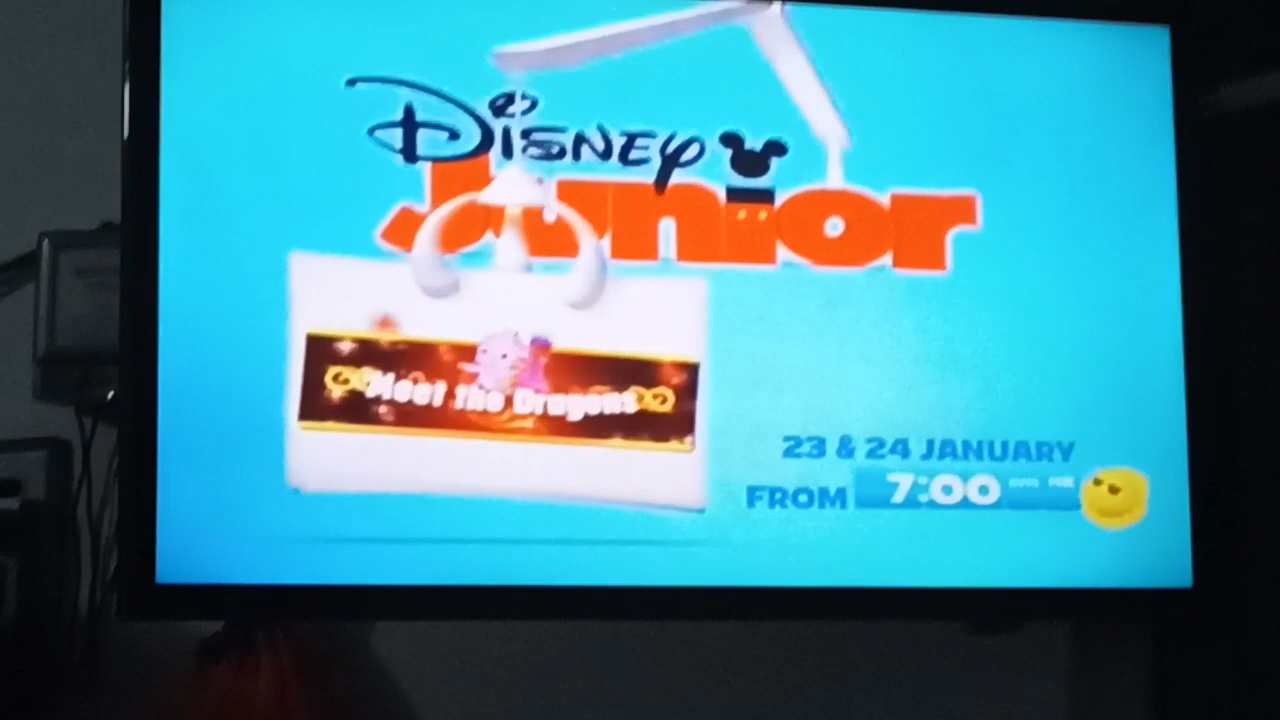 Disney
Junior
Meet the Dragons
23 & 24 JANUARY
FROM 7:00